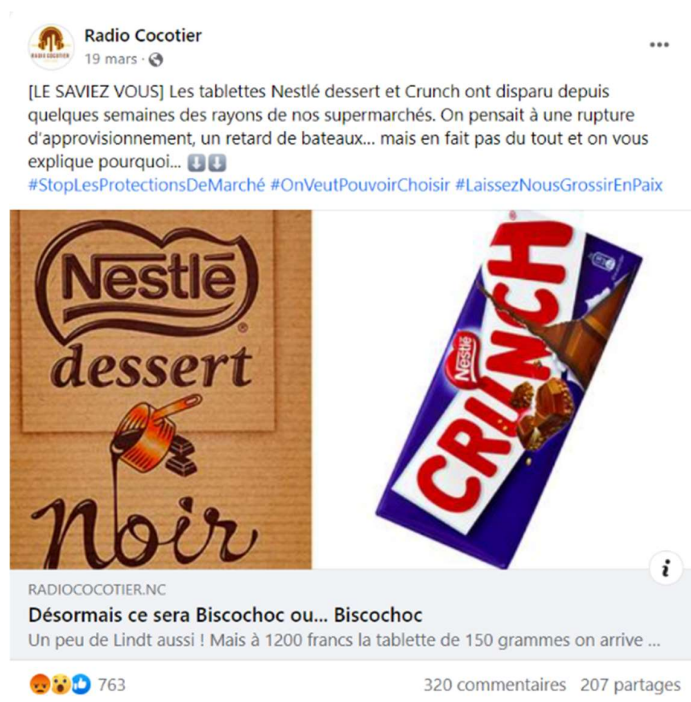 Radio Cocotier
19 mars
[LE SAVIEZ VOUS] Les tablettes Nestlé dessert et Crunch ont disparu depuis
quelques semaines des rayons de nos supermarchés. On pensait à une rupture
d'approvisionnement, un retard de bateaux... mais en fait pas du tout et on vous
explique pourquoi...
#StopLesProtectionsDeMarché #OnVeutPouvoirChoisir #LaissezNousGrossirEnPaix
Nestlé
dessert
noir
Nestlé
CRUNCH
RADIOCOCOTIER.NC
Désormais ce sera Biscochoc ou... Biscochoc
Un peu de Lindt aussi ! Mais à 1200 francs la tablette de 150 grammes on arrive ...
763
320 commentaires 207 partages